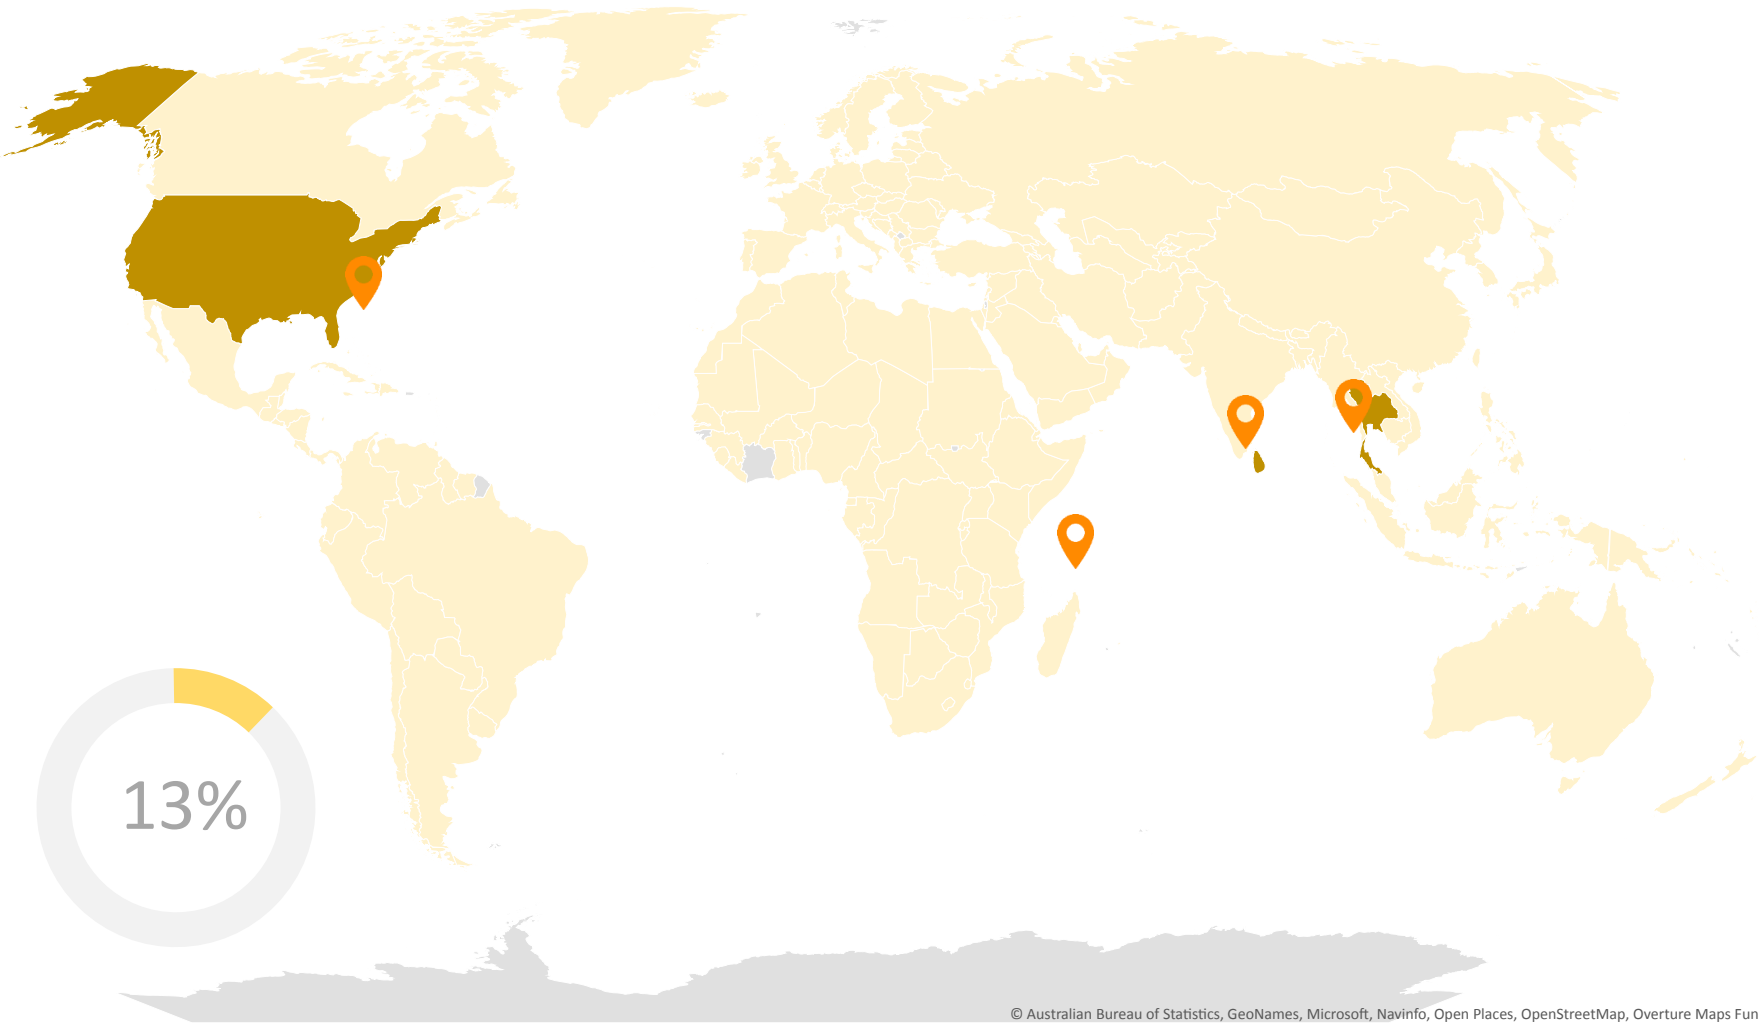 13%
© Australian Bureau of Statistics, GeoNames, Microsoft, Navinfo, Open Places, OpenStreetMap, Overture Maps Fun